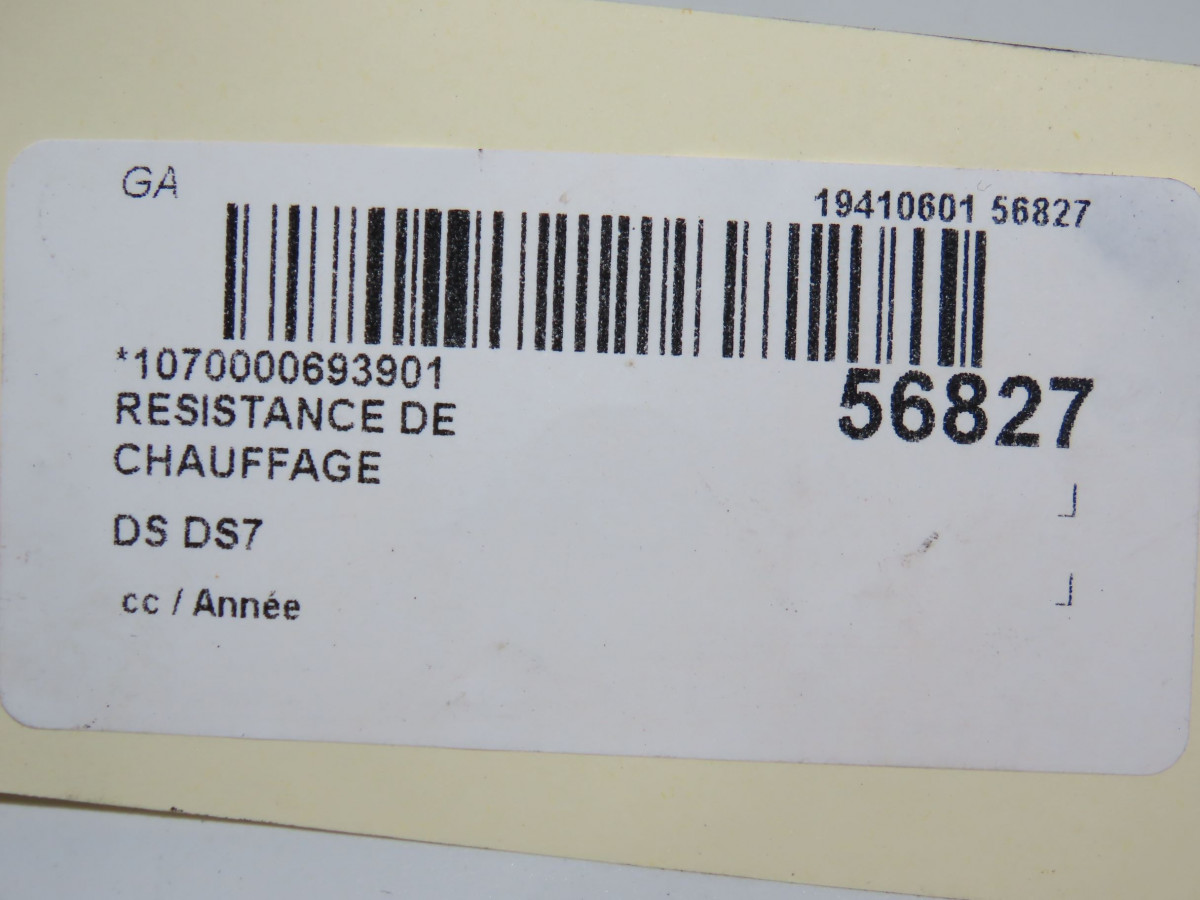 GA
19410601 56827
*1070000693901
56827
RESISTANCE DE
CHAUFFAGE
DS DS7
cc / Année